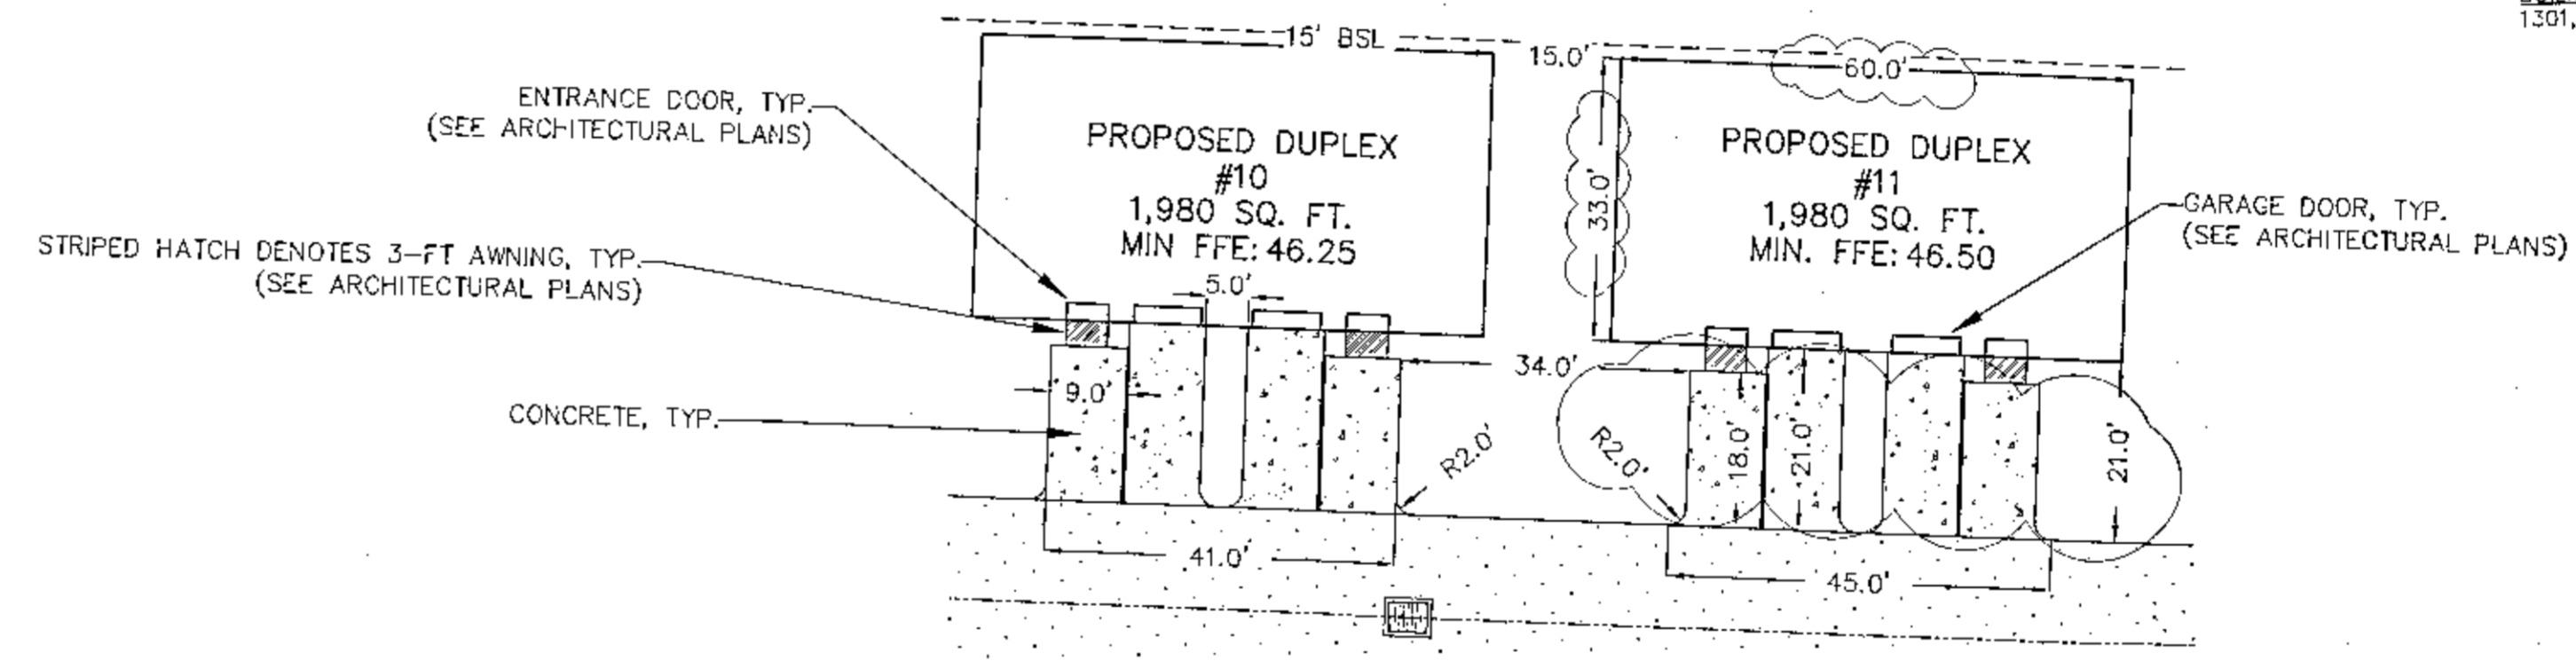 1301,
15' BSL
15.0'
60.0'
ENTRANCE DOOR, TYP.
(SEE ARCHITECTURAL PLANS)
PROPOSED DUPLEX
#10
1,980 SQ. FT.
MIN FFE: 46.25
PROPOSED DUPLEX
#11
1,980 SQ. FT.
MIN. FFE: 46.50
33.0'
GARAGE DOOR, TYP.
(SEE ARCHITECTURAL PLANS)
STRIPED HATCH DENOTES 3-FT AWNING, TYP.
(SEE ARCHITECTURAL PLANS)
5.0'
34.0'
9.0'
CONCRETE, TYP.
R2.0'
R2.0'
18.0'
21.0'
21.0'
41.0'
45.0'